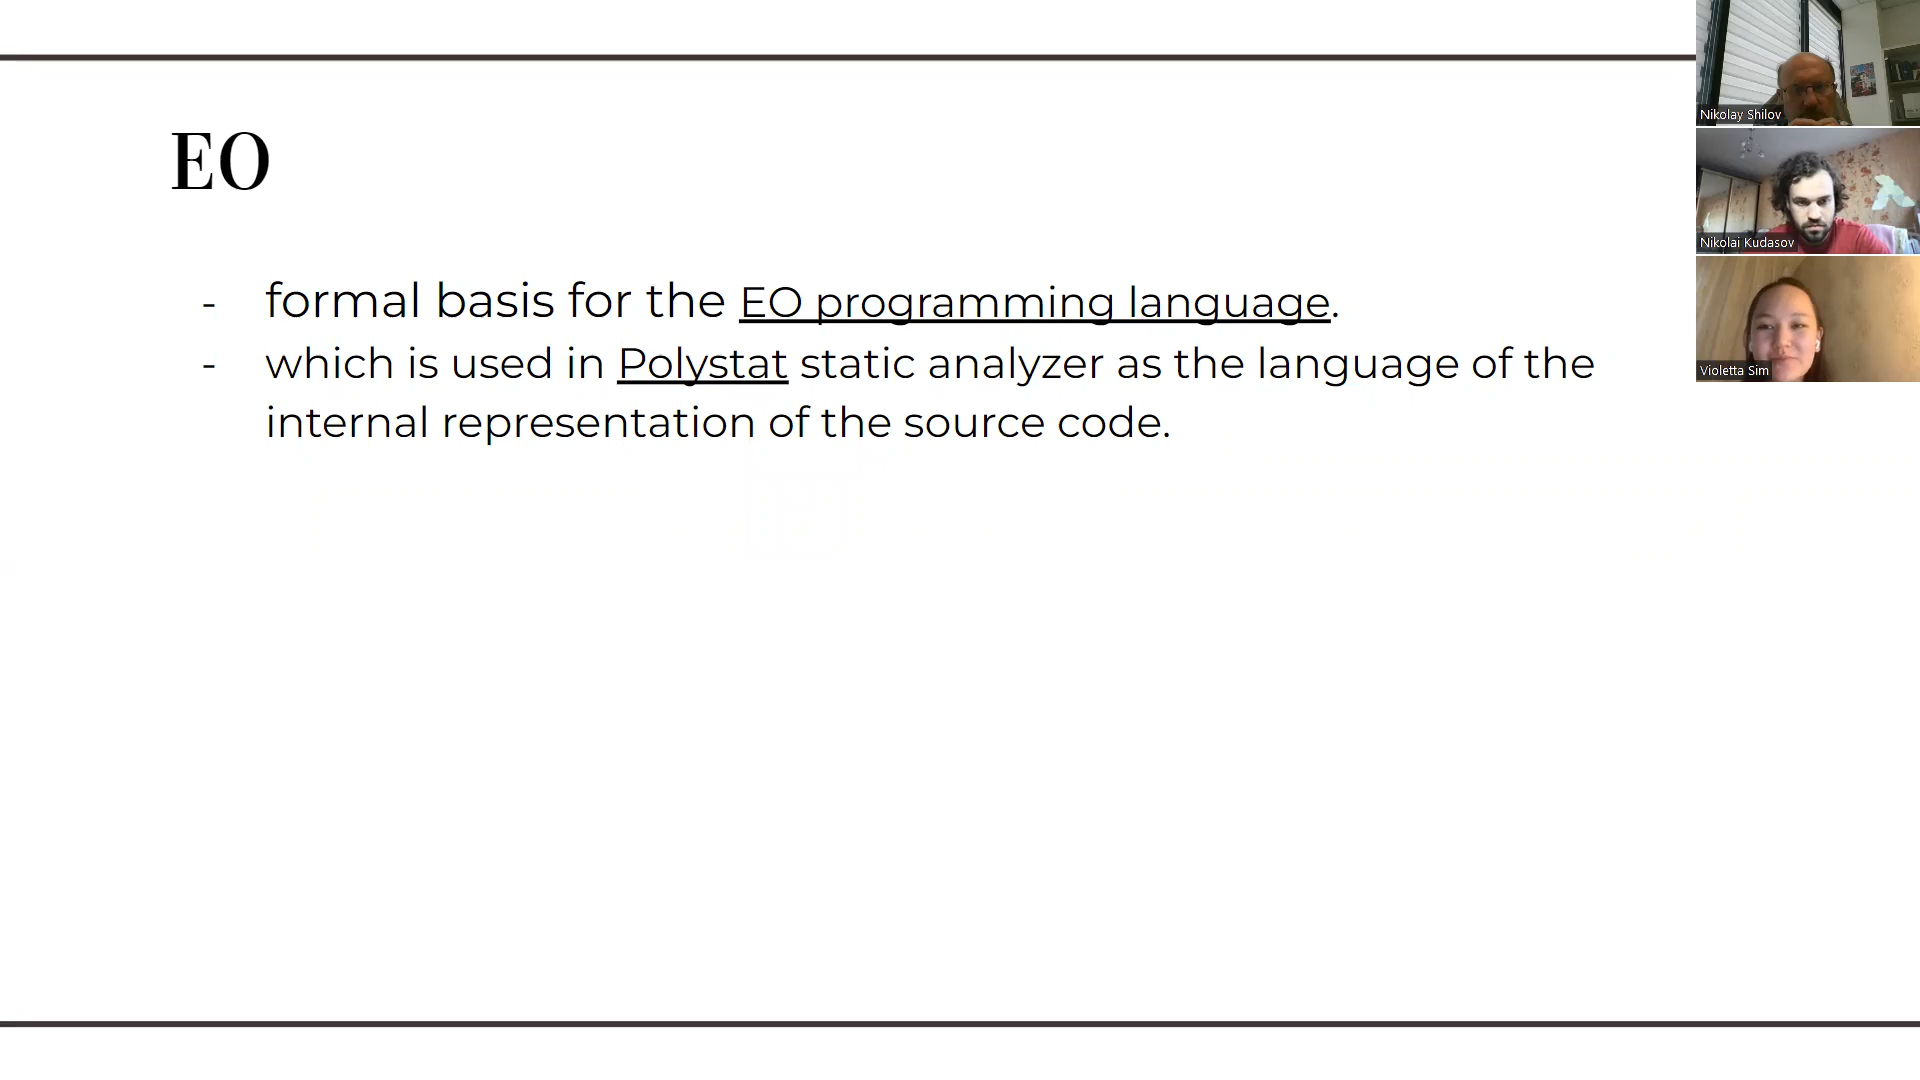 EO
- formal basis for the EO programming language.
- which is used in Polystat static analyzer as the language of the
internal representation of the source code.
Nikolay Shilov
Nikolai Kudasov
Violetta Sim